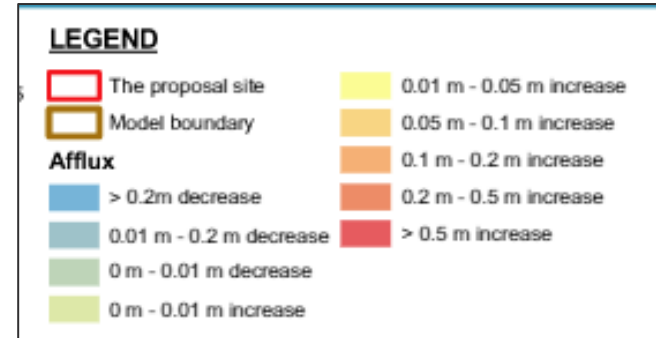 LEGEND
The proposal site
Model boundary
Afflux
> 0.2m decrease
0.01 m - 0.2 m decrease
0 m - 0.01 m decrease
0 m - 0.01 m increase
0.01 m - 0.05 m increase
0.05 m - 0.1 m increase
0.1 m - 0.2 m increase
0.2 m - 0.5 m increase
> 0.5 m increase